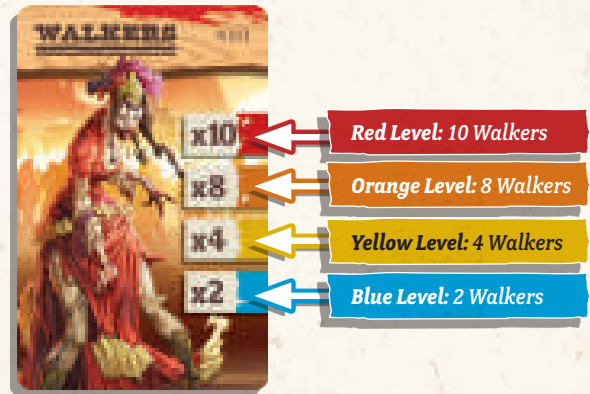 WALKERS
x10
Red Level: 10 Walkers
x8
Orange Level: 8 Walkers
x4
Yellow Level: 4 Walkers
x2
Blue Level: 2 Walkers